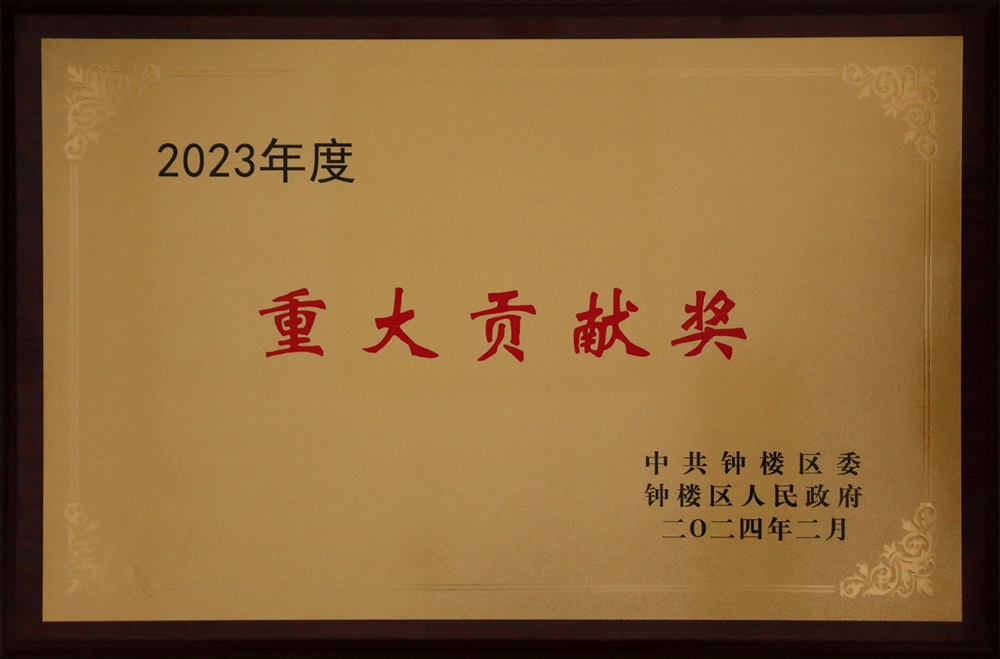 2023年度
重大贡献奖
中共钟楼区委
钟楼区人民政府
二〇二四年二月